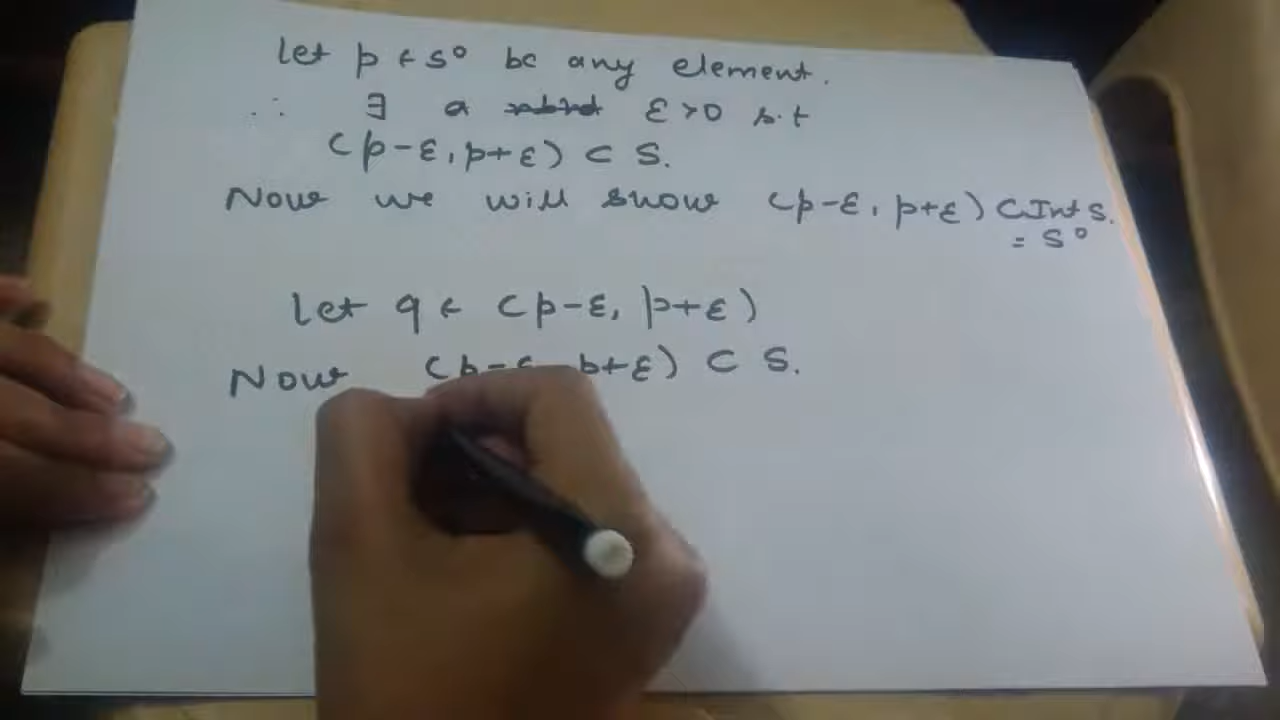 Let p ∈ S° be any element.
∴ ∃ a ε>0 s.t
(p-ε, p+ε) ⊂ S.
Now we will show (p-ε, p+ε) ⊂ Int S.
= S°
Let q ∈ (p-ε, p+ε)
Now (p-ε, p+ε) ⊂ S.